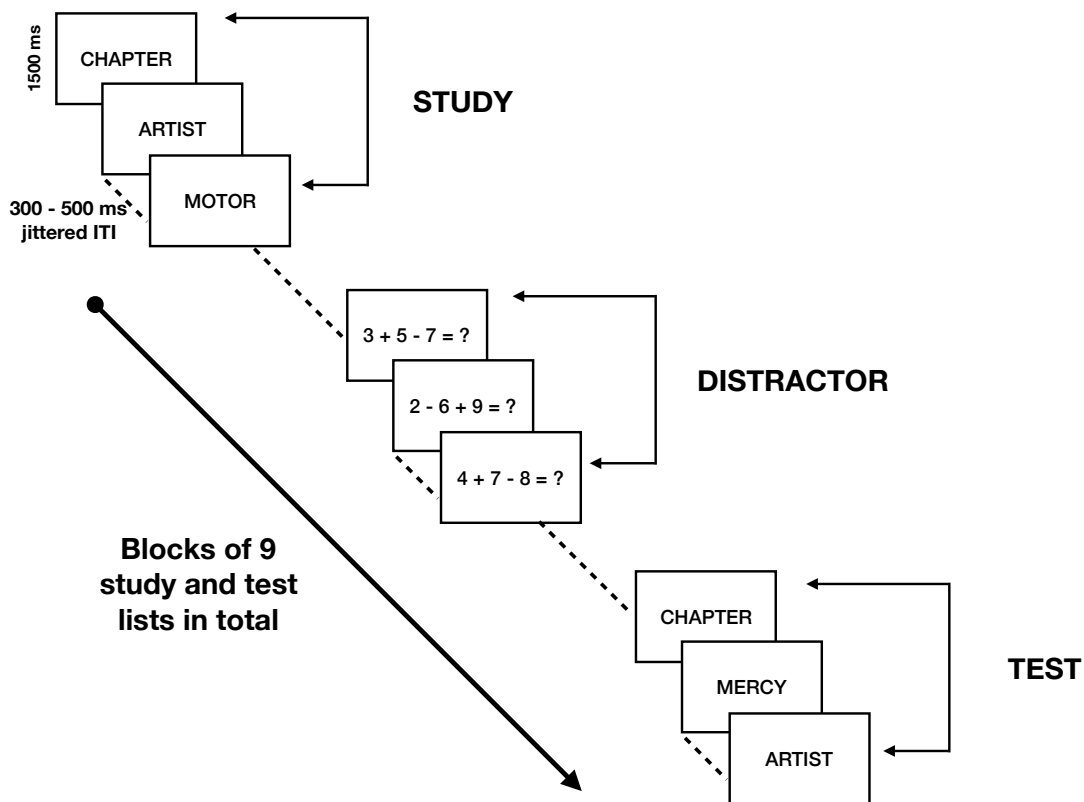 1500 ms
CHAPTER
ARTIST
MOTOR
STUDY
300 - 500 ms
jittered ITI
3 + 5 - 7 = ?
2 - 6 + 9 = ?
4 + 7 - 8 = ?
DISTRACTOR
Blocks of 9
study and test
lists in total
CHAPTER
MERCY
ARTIST
TEST